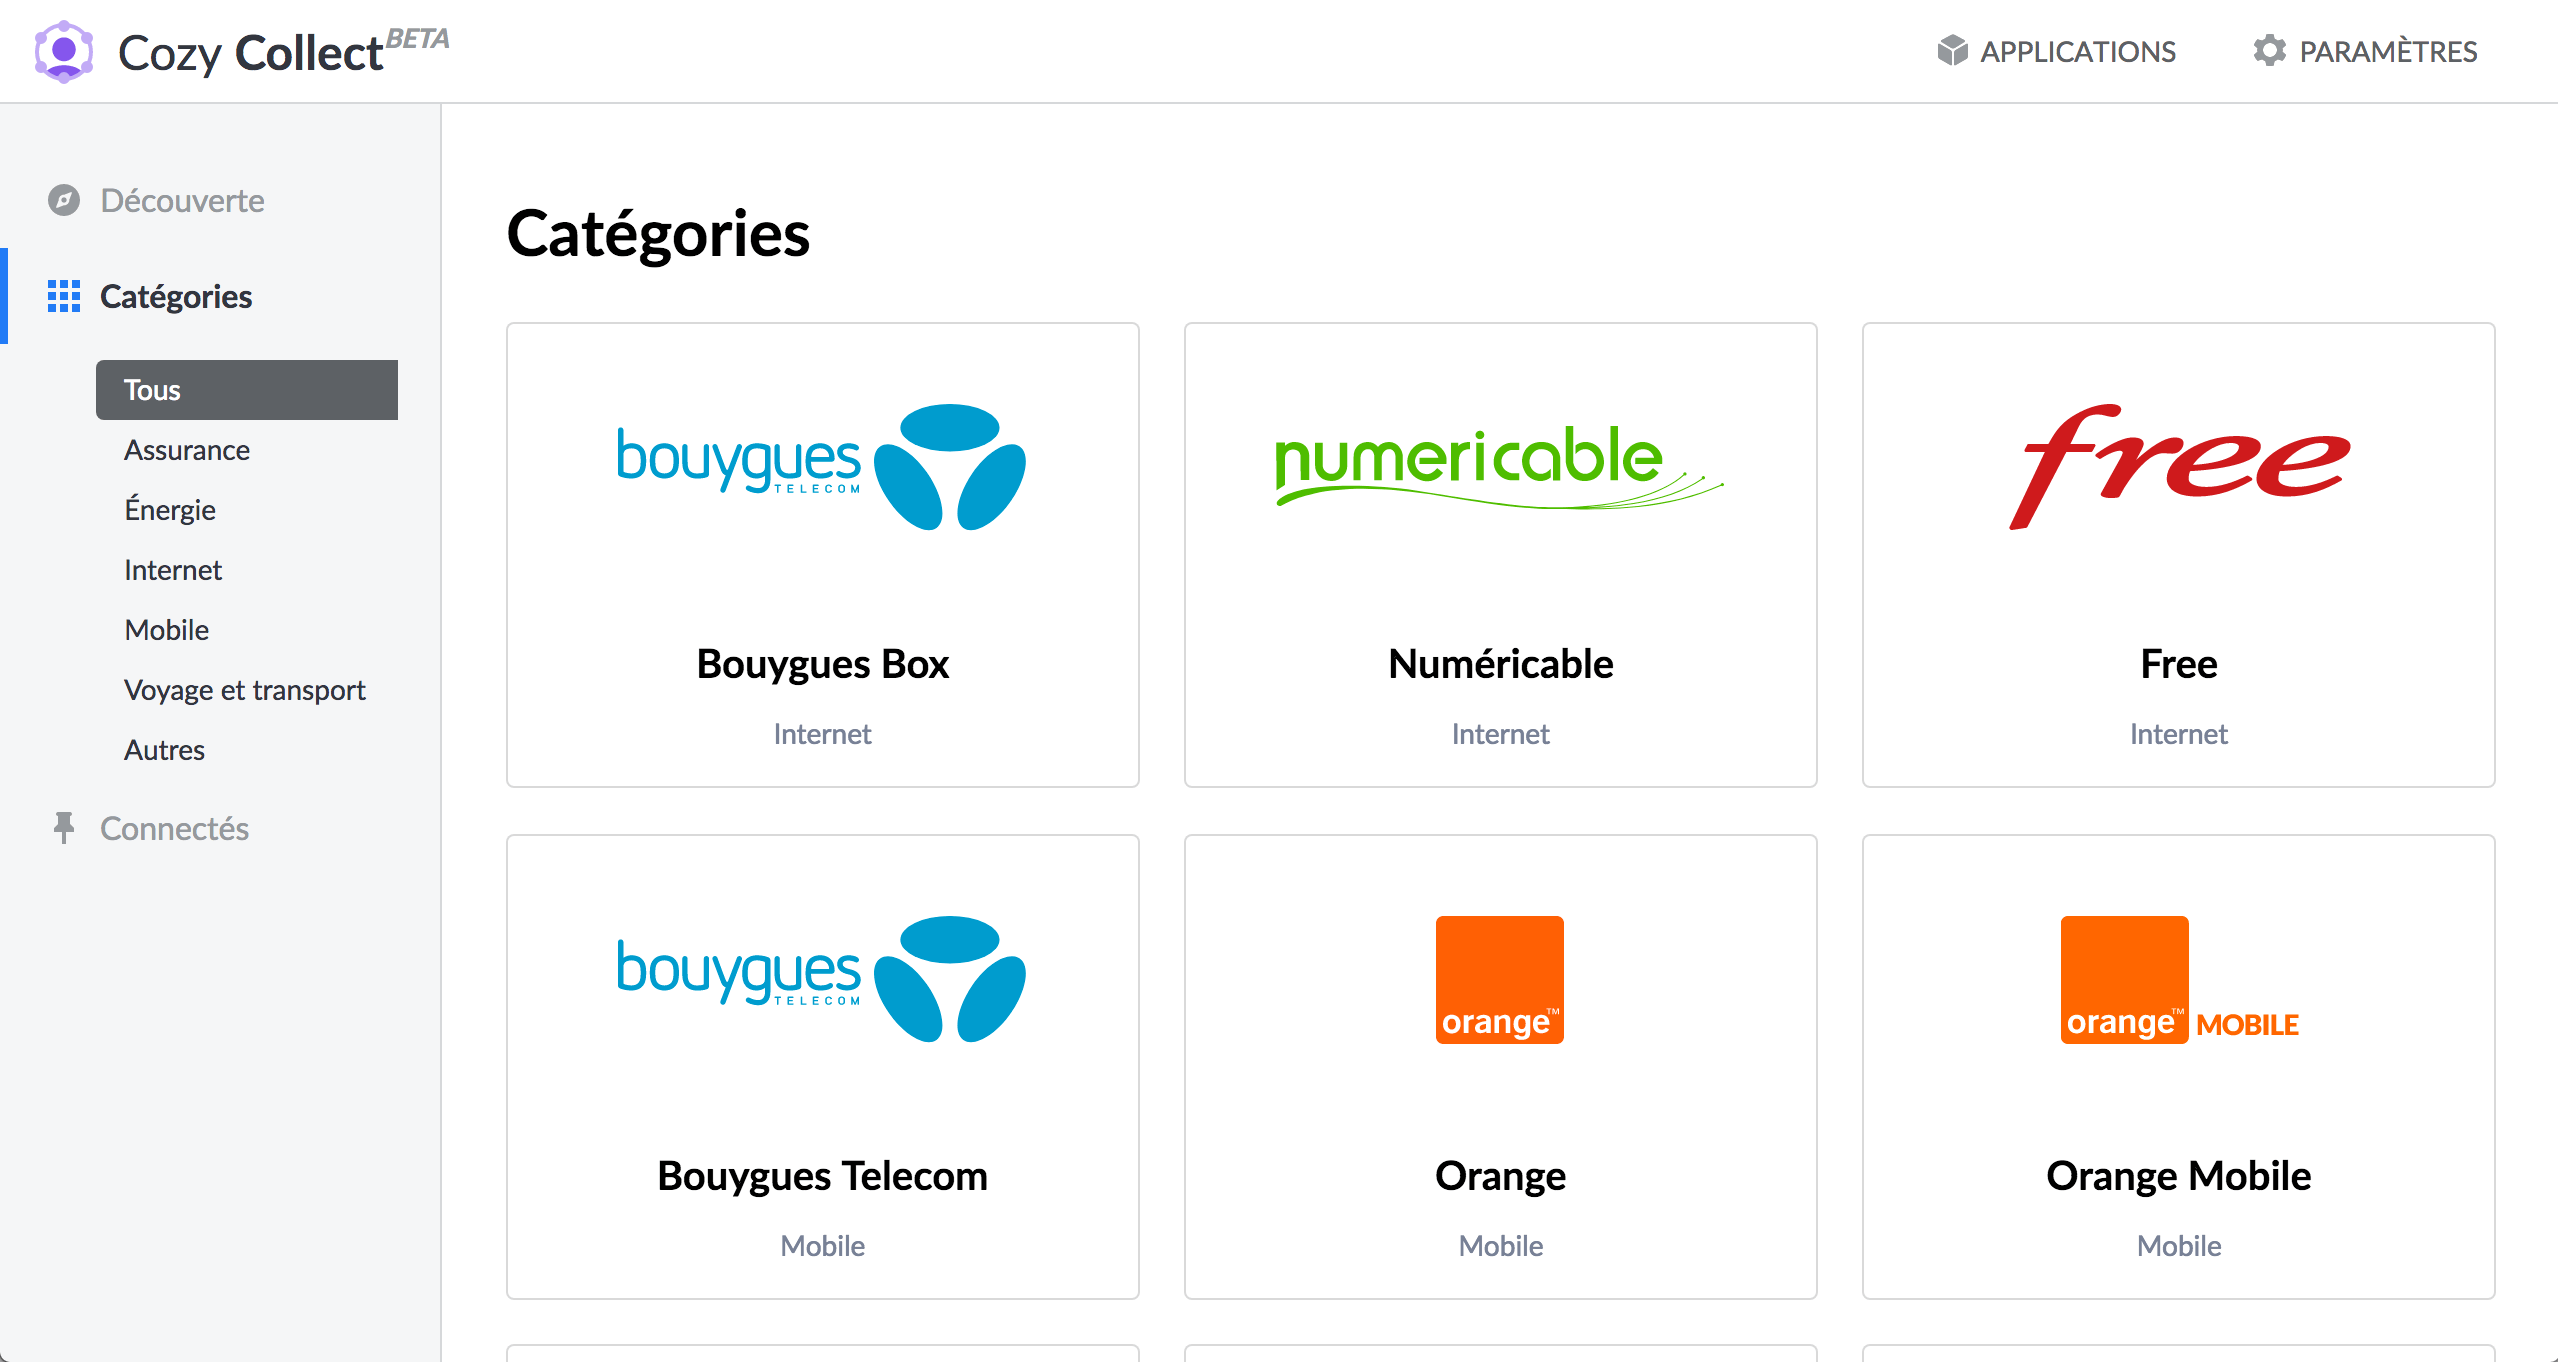 Cozy Collect BETA
APPLICATIONS
PARAMÈTRES
Découverte
Catégories
Tous
Assurance
Énergie
Internet
Mobile
Voyage et transport
Autres
Connectés
Catégories
bouygues
TELECOM
Bouygues Box
Internet
numericable
Numéricable
Internet
free
Free
Internet
bouygues
TELECOM
Bouygues Telecom
Mobile
orange™
Orange
Mobile
orange™ MOBILE
Orange Mobile
Mobile